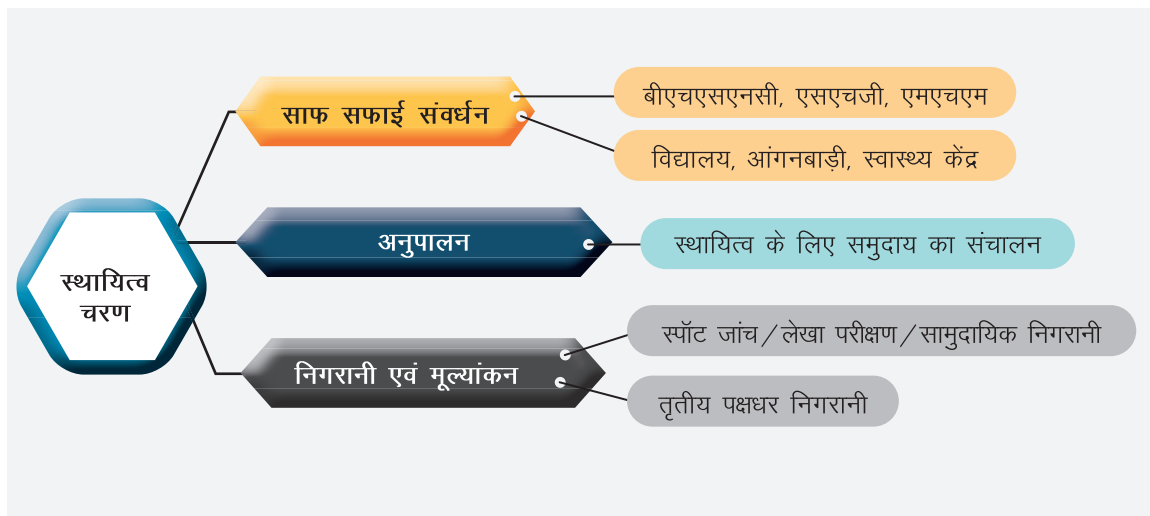 स्थायित्व
चरण
साफ सफाई संवर्धन
बीएचएसएनसी, एसएचजी, एमएचएम
विद्यालय, आंगनबाड़ी, स्वास्थ्य केंद्र
अनुपालन
स्थायित्व के लिए समुदाय का संचालन
निगरानी एवं मूल्यांकन
स्पॉट जांच/लेखा परीक्षण/सामुदायिक निगरानी
तृतीय पक्षधर निगरानी